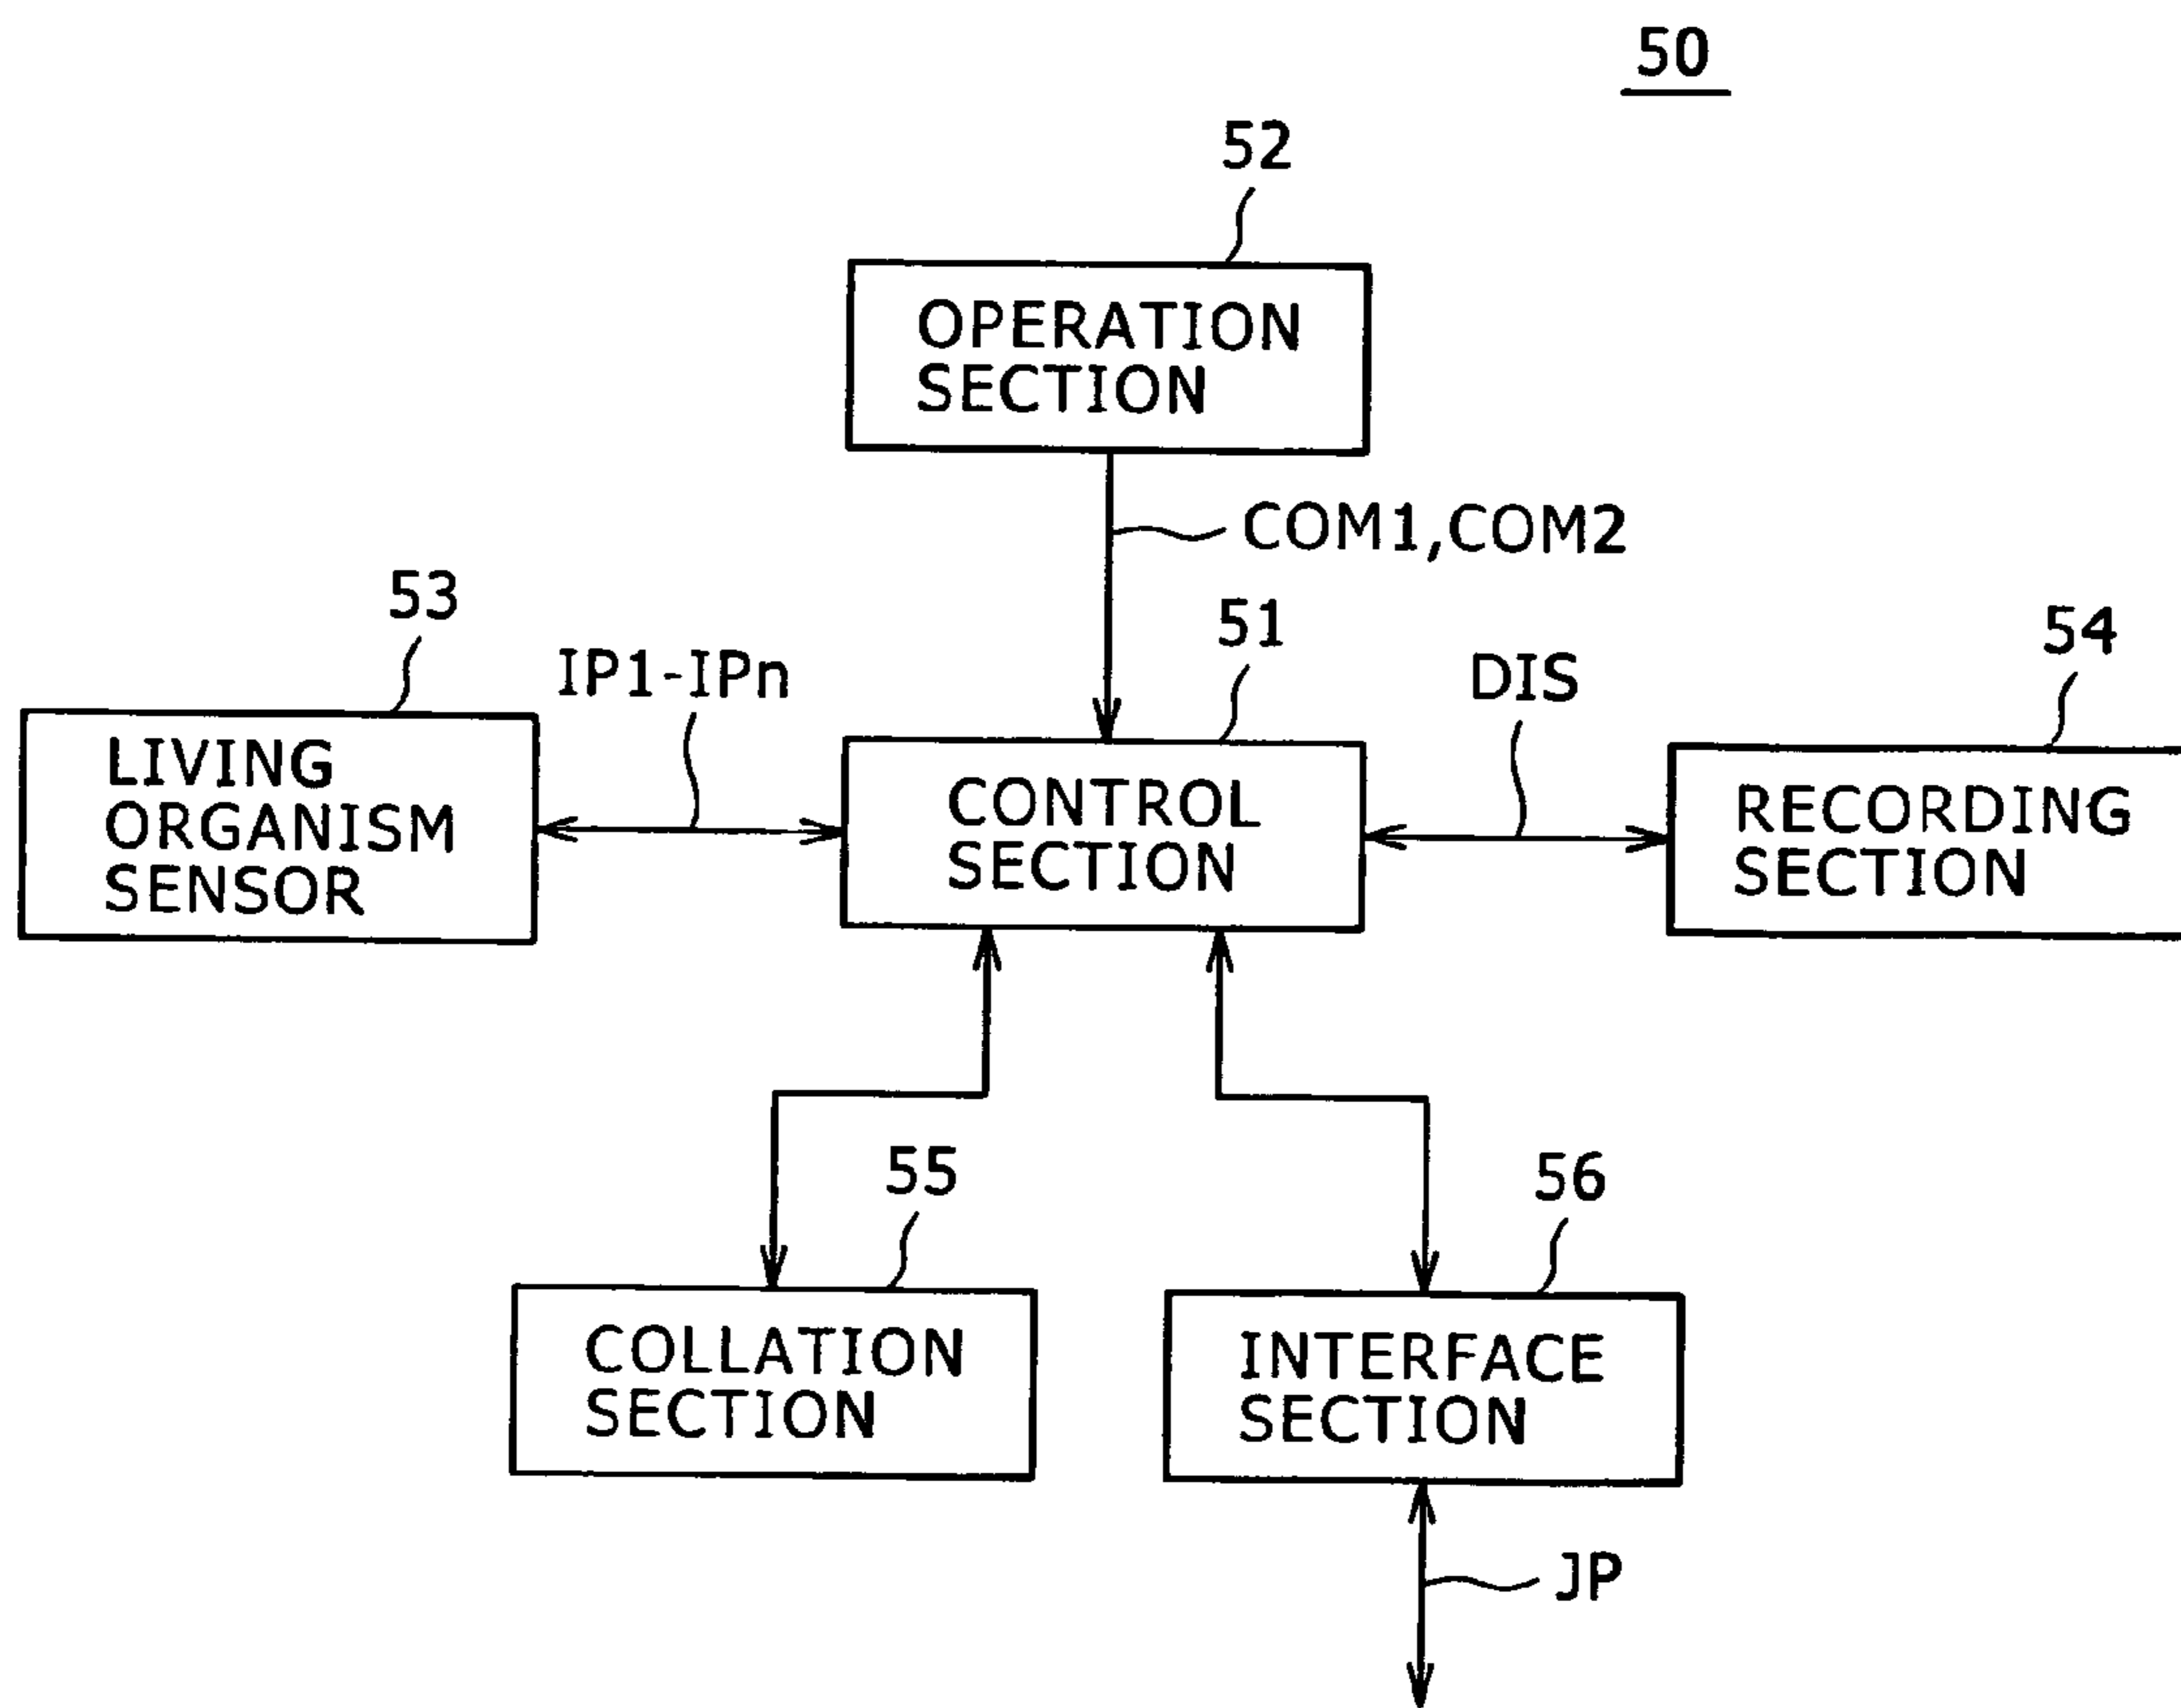 50
52
OPERATION
SECTION
COM1,COM2
53
IP1-IPn
51
DIS
54
LIVING
ORGANISM
SENSOR
CONTROL
SECTION
RECORDING
SECTION
55
56
COLLATION
SECTION
INTERFACE
SECTION
JP